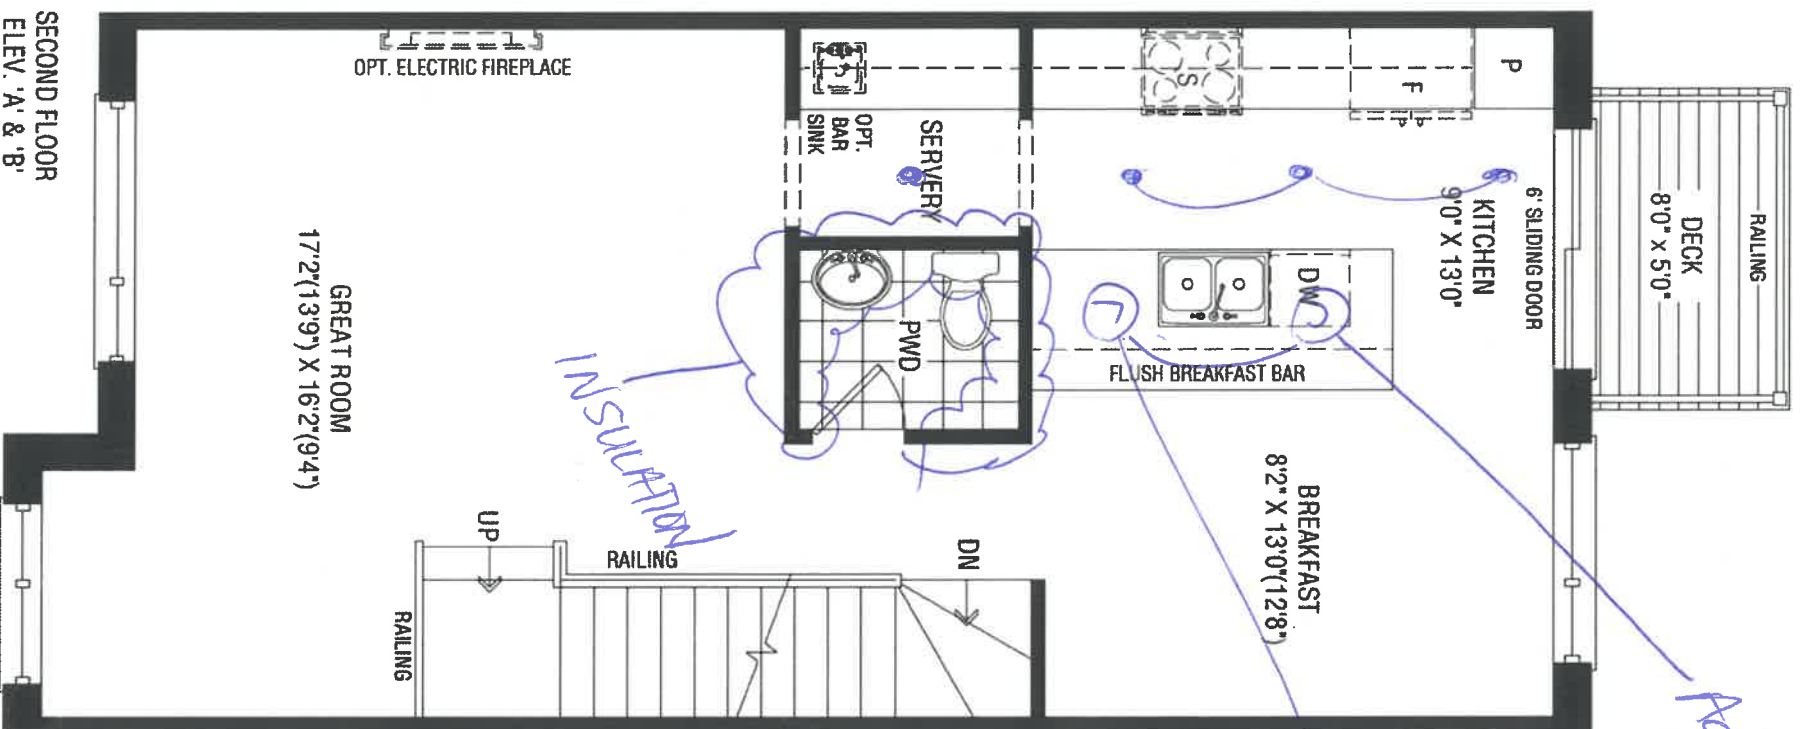 SECOND FLOOR
ELEV. 'A' & 'B'
OPT. ELECTRIC FIREPLACE
GREAT ROOM
17'2"(13'9") X 16'2"(9'4")
OPT.
BAR
SINK
SERVERY
PWD
INSULATION
UP
RAILING
RAILING
DN
S
F
P
KITCHEN
9'0" X 13'0"
6' SLIDING DOOR
DW
FLUSH BREAKFAST BAR
BREAKFAST
8'2" X 13'0"(12'8")
DECK
8'0" x 5'0"
RAILING